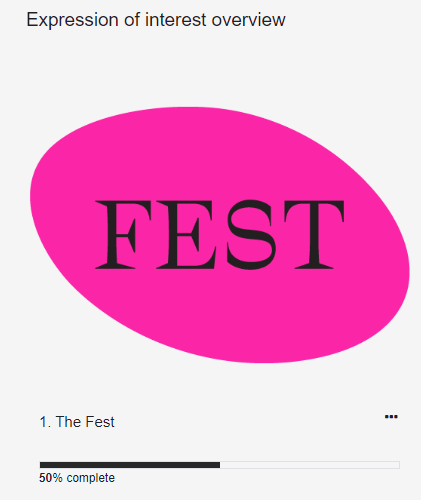 Expression of interest overview
FEST
1. The Fest
50% complete